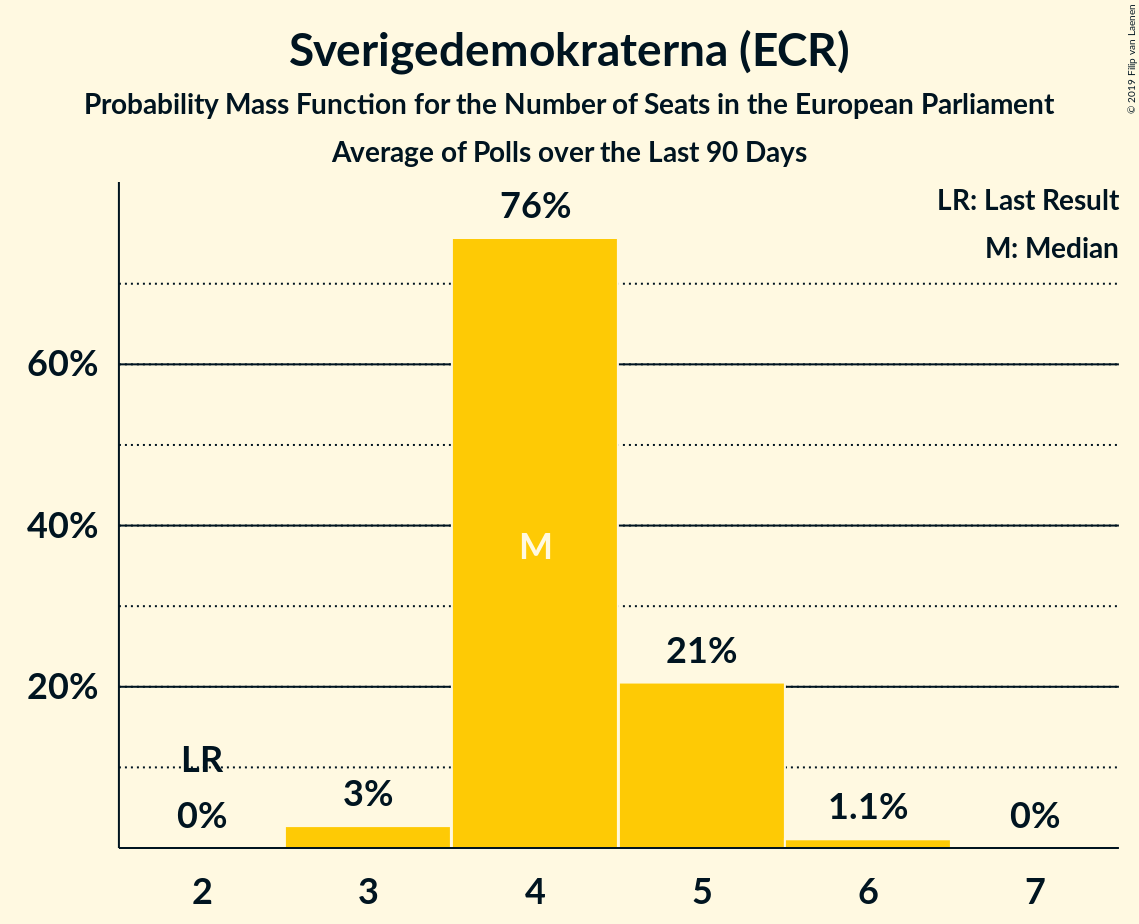 Sverigedemokraterna (ECR)
Probability Mass Function for the Number of Seats in the European Parliament
Average of Polls over the Last 90 Days
© 2019 Filip van Laenen
LR: Last Result
M: Median
76%
60%
40%
20%
M
21%
LR
0%
3%
1.1%
0%
2 3 4 5 6 7